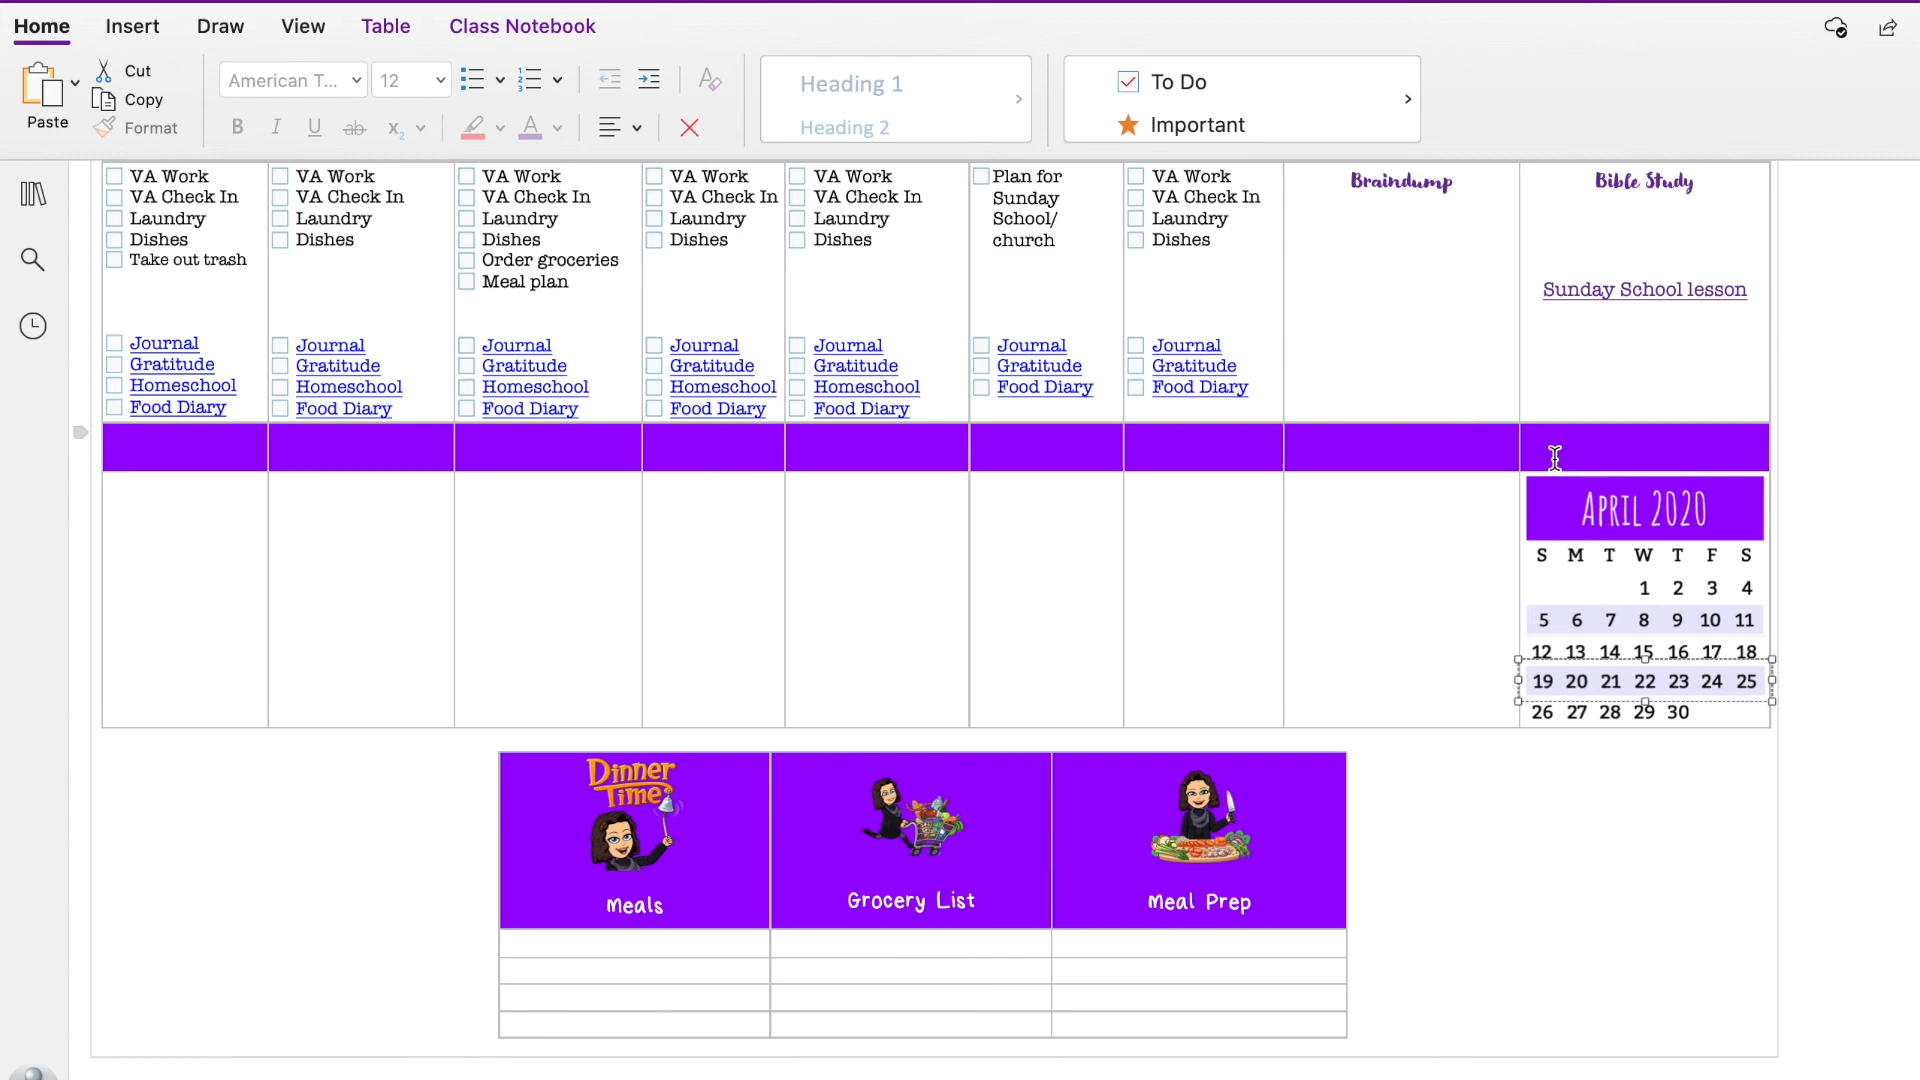 Home Insert Draw View Table Class Notebook
Paste
Cut
Copy
Format
American T... 12
B I U ab x₂ A
Heading 1
Heading 2
To Do
Important
VA Work
VA Check In
Laundry
Dishes
Take out trash
Journal
Gratitude
Homeschool
Food Diary
VA Work
VA Check In
Laundry
Dishes
Journal
Gratitude
Homeschool
Food Diary
VA Work
VA Check In
Laundry
Dishes
Order groceries
Meal plan
Journal
Gratitude
Homeschool
Food Diary
VA Work
VA Check In
Laundry
Dishes
Journal
Gratitude
Homeschool
Food Diary
VA Work
VA Check In
Laundry
Dishes
Journal
Gratitude
Homeschool
Food Diary
Plan for
Sunday
School/
church
Journal
Gratitude
Food Diary
VA Work
VA Check In
Laundry
Dishes
Journal
Gratitude
Food Diary
Braindump
Bible Study
Sunday School lesson
April 2020
S M T W T F S
1 2 3 4
5 6 7 8 9 10 11
12 13 14 15 16 17 18
19 20 21 22 23 24 25
26 27 28 29 30
Dinner
Time
Meals
Grocery List
Meal Prep